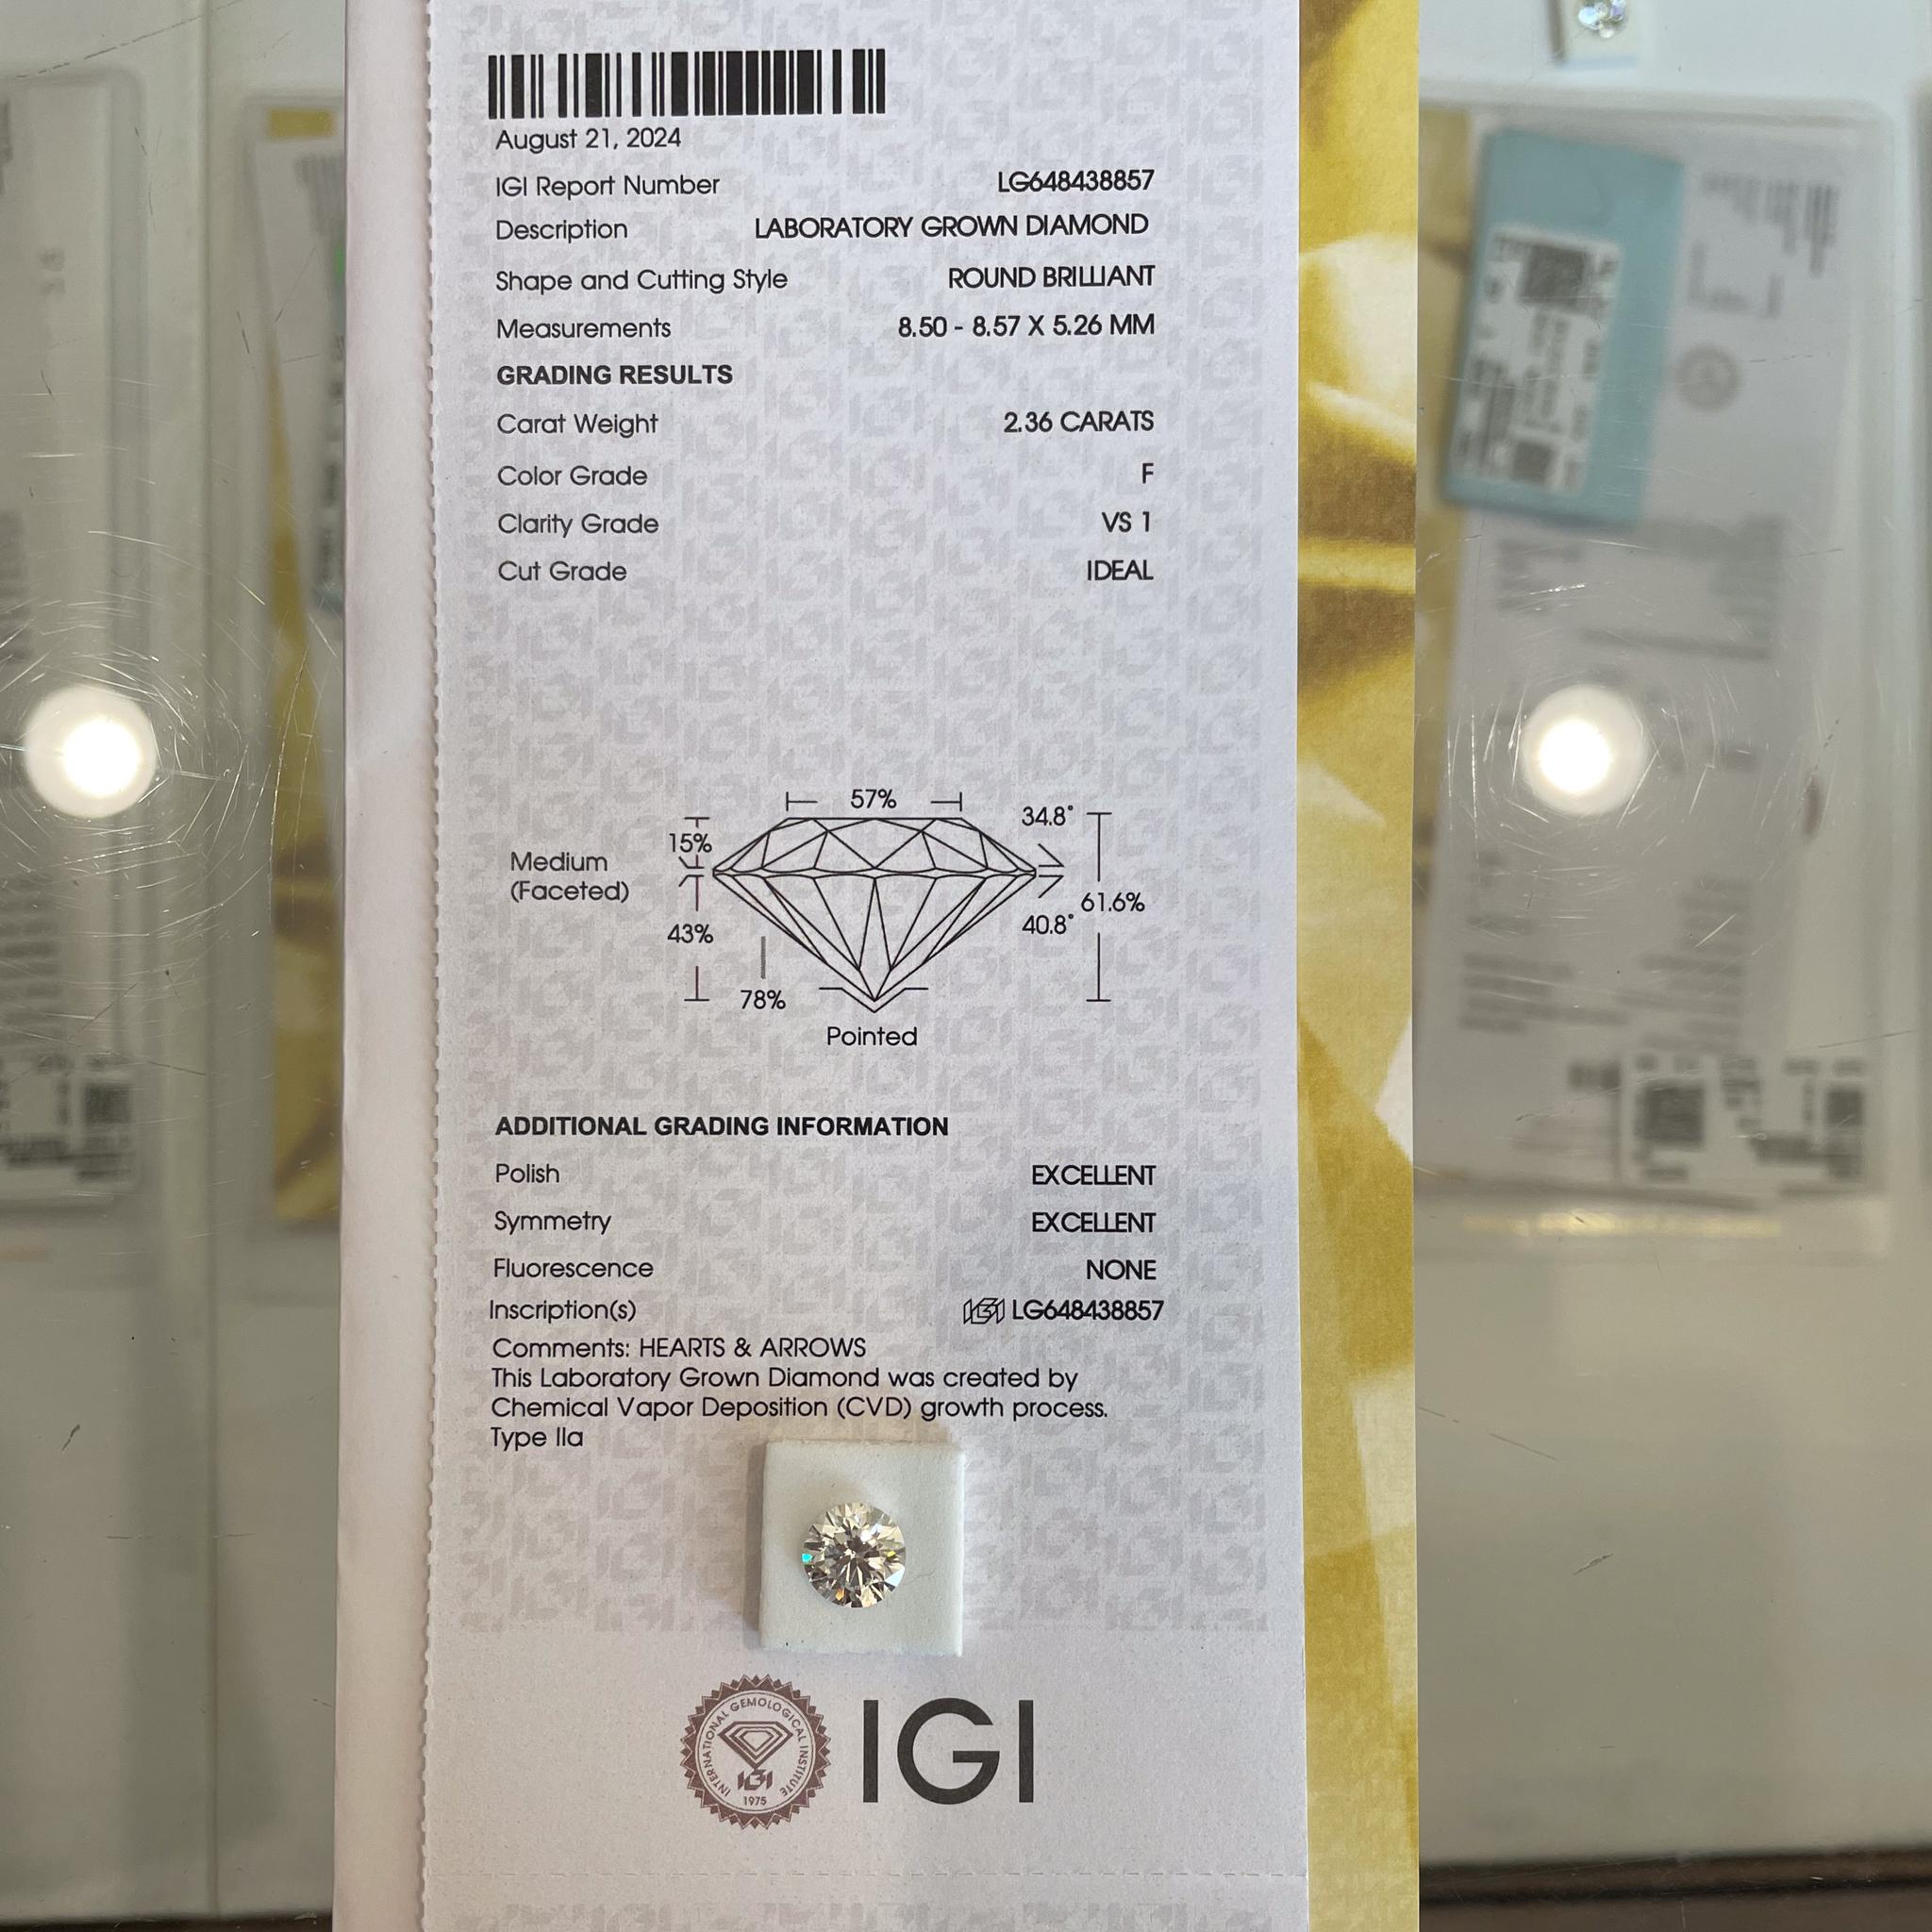 August 21, 2024
IGI Report Number LG648438857
Description LABORATORY GROWN DIAMOND
Shape and Cutting Style ROUND BRILLIANT
Measurements 8.50 - 8.57 X 5.26 MM
GRADING RESULTS
Carat Weight 2.36 CARATS
Color Grade F
Clarity Grade VS 1
Cut Grade IDEAL
57%
34.8°
15%
Medium
(Faceted)
61.6%
40.8°
43%
78%
Pointed
ADDITIONAL GRADING INFORMATION
Polish EXCELLENT
Symmetry EXCELLENT
Fluorescence NONE
Inscription(s) IGI LG648438857
Comments: HEARTS & ARROWS
This Laboratory Grown Diamond was created by
Chemical Vapor Deposition (CVD) growth process.
Type IIa
INTERNATIONAL GEMOLOGICAL INSTITUTE
IGI
1975
IGI